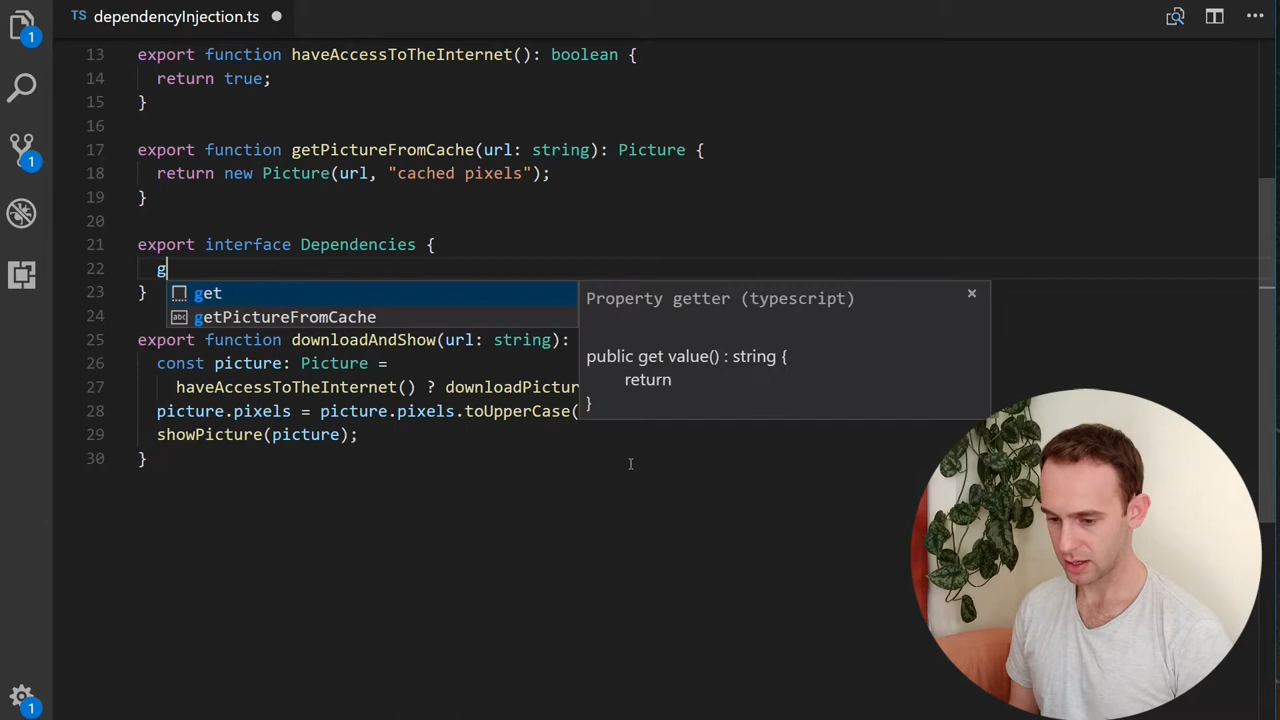 TS dependencyInjection.ts
13 export function haveAccessToTheInternet(): boolean {
14 return true;
15 }
16
17 export function getPictureFromCache(url: string): Picture {
18 return new Picture(url, "cached pixels");
19 }
20
21 export interface Dependencies {
22 g
23 }
get
getPictureFromCache
Property getter (typescript)
public get value() : string {
return
}
24
25 export function downloadAndShow(url: string):
26 const picture: Picture =
27 haveAccessToTheInternet() ? downloadPictur
28 picture.pixels = picture.pixels.toUpperCase(
29 showPicture(picture);
30 }
1
1
1